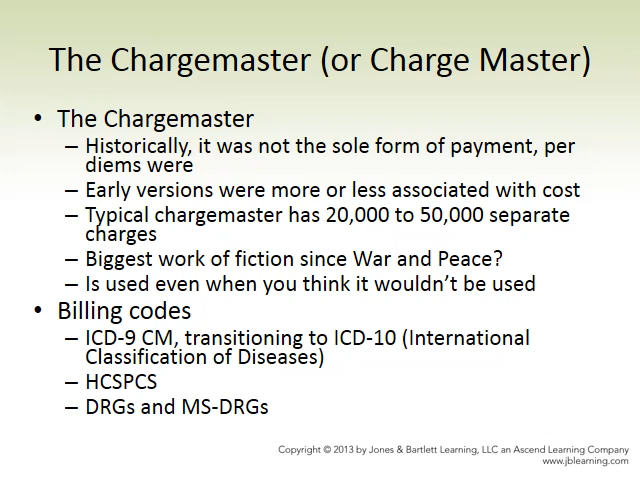 The Chargemaster (or Charge Master)
• The Chargemaster
– Historically, it was not the sole form of payment, per
diems were
– Early versions were more or less associated with cost
– Typical chargemaster has 20,000 to 50,000 separate
charges
– Biggest work of fiction since War and Peace?
– Is used even when you think it wouldn’t be used
• Billing codes
– ICD-9 CM, transitioning to ICD-10 (International
Classification of Diseases)
– HCSPCS
– DRGs and MS-DRGs
Copyright © 2013 by Jones & Bartlett Learning, LLC an Ascend Learning Company
www.jblearning.com